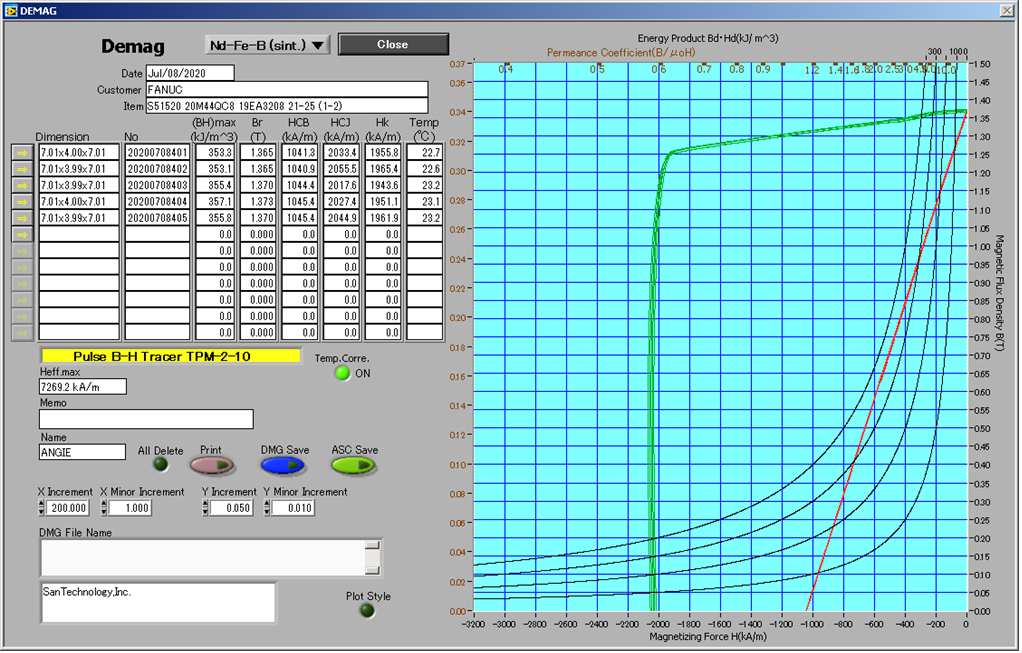 DEMAG
Demag
Nd-Fe-B (sint.)
Close
Date Jul/08/2020
Customer FANUC
Item S51520 20M44QC8 19EA3208 21-25 (1-2)
Dimension No (BH)max (kJ/m^3) Br (T) HCB (kA/m) HCJ (kA/m) Hk (kA/m) Temp (℃)
7.01x4.00x7.01 20200708401 353.3 1.365 1041.3 2033.4 1955.8 22.7
7.01x3.99x7.01 20200708402 353.1 1.365 1040.9 2055.5 1965.4 22.6
7.01x3.99x7.01 20200708403 355.4 1.370 1044.4 2017.6 1943.6 23.2
7.01x4.00x7.01 20200708404 357.1 1.373 1045.4 2027.4 1951.1 23.1
7.01x3.99x7.01 20200708405 355.8 1.370 1045.4 2044.9 1961.9 23.2
0.0 0.000 0.0 0.0 0.0 0.0
0.0 0.000 0.0 0.0 0.0 0.0
0.0 0.000 0.0 0.0 0.0 0.0
0.0 0.000 0.0 0.0 0.0 0.0
0.0 0.000 0.0 0.0 0.0 0.0
0.0 0.000 0.0 0.0 0.0 0.0
0.0 0.000 0.0 0.0 0.0 0.0
Pulse B-H Tracer TPM-2-10
Temp.Corre.
ON
Heff.max
7269.2 kA/m
Memo
Name
ANGIE
All Delete
Print
DMG Save
ASC Save
X Increment X Minor Increment Y Increment Y Minor Increment
200.000 1.000 0.050 0.010
DMG File Name
SanTechnology,Inc.
Plot Style
Energy Product Bd・Hd(kJ/m^3)
Permeance Coefficient(B/μoH)
300 1000
0.4 0.5 0.6 0.7 0.8 0.9 1.2 1.4 1.6
0.37
0.34
0.32
0.30
0.28
0.26
0.24
0.22
0.20
0.18
0.16
0.14
0.12
0.10
0.08
0.06
0.04
0.02
0.00
1.50
1.45
1.40
1.35
1.30
1.25
1.20
1.15
1.10
1.05
1.00
0.95
0.90
0.85
0.80
0.75
0.70
0.65
0.60
0.55
0.50
0.45
0.40
0.35
0.30
0.25
0.20
0.15
0.10
0.05
0.00
Magnetic Flux Density B(T)
-3200 -3000 -2800 -2600 -2400 -2200 -2000 -1800 -1600 -1400 -1200 -1000 -800 -600 -400 -200 0
Magnetizing Force H(kA/m)